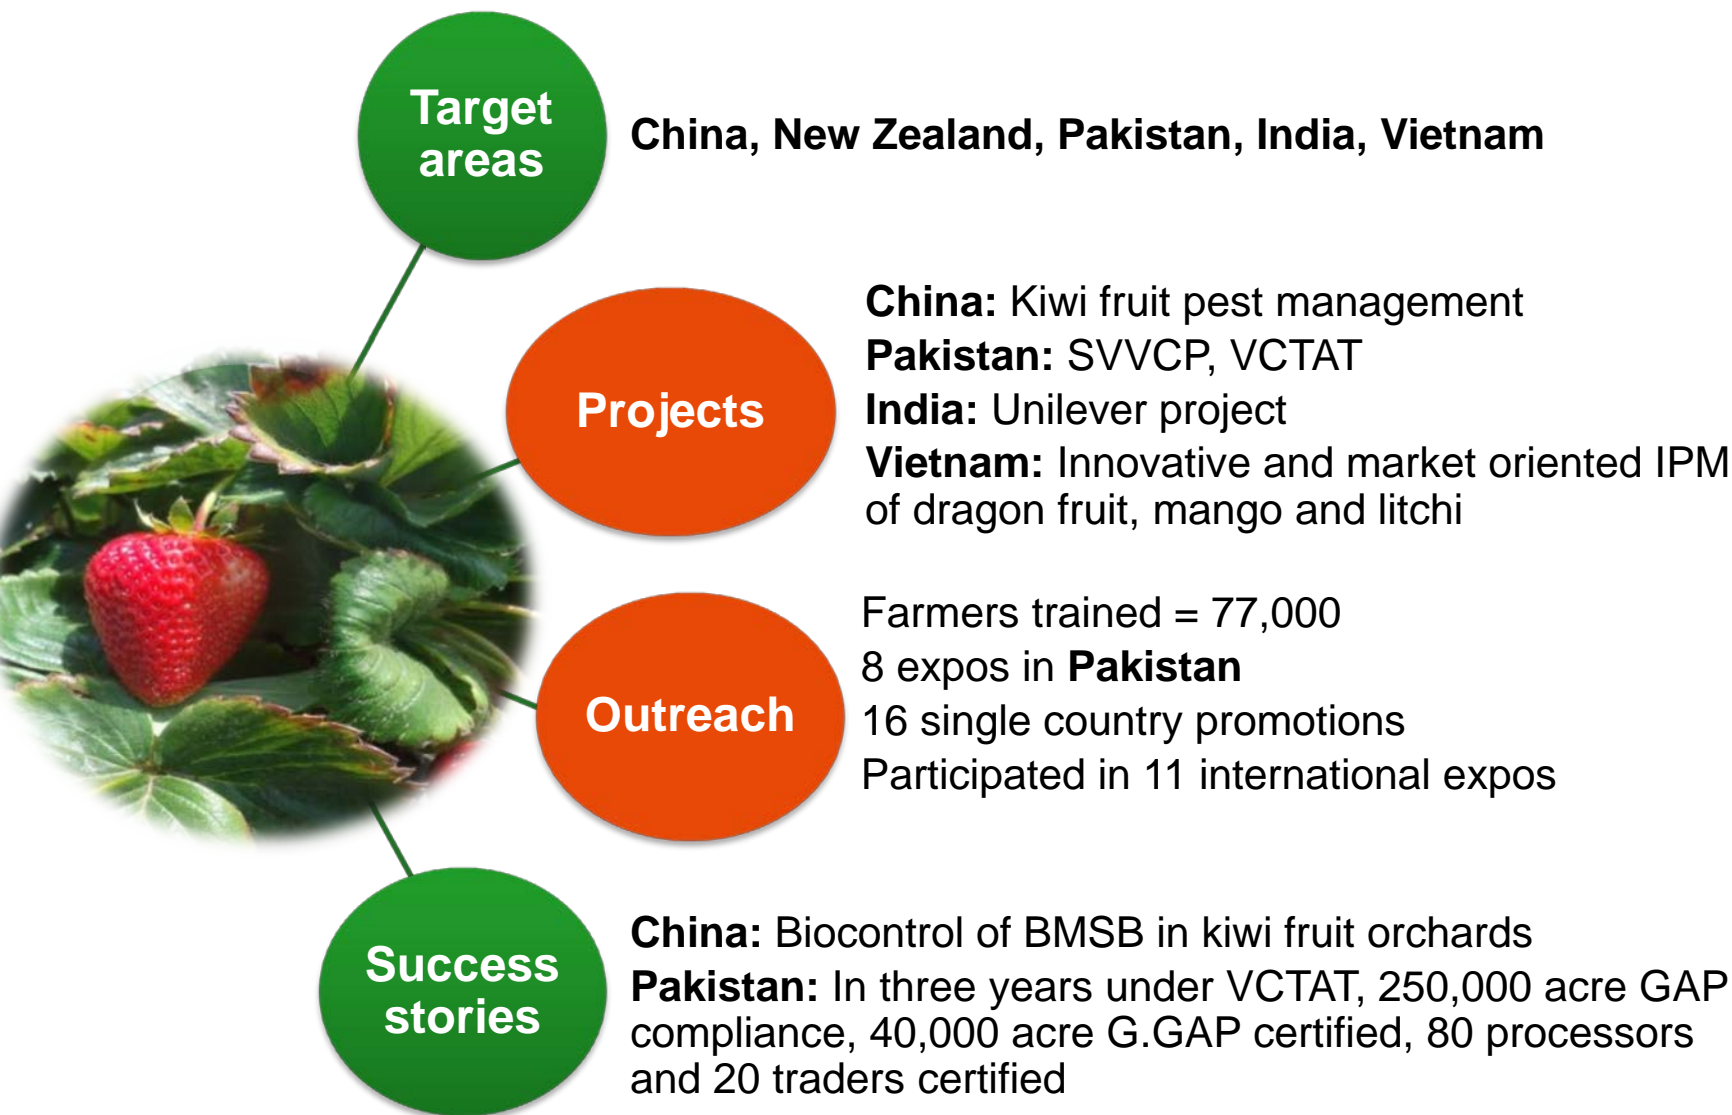 Target
areas
China, New Zealand, Pakistan, India, Vietnam
Projects
China: Kiwi fruit pest management
Pakistan: SVVCP, VCTAT
India: Unilever project
Vietnam: Innovative and market oriented IPM
of dragon fruit, mango and litchi
Outreach
Farmers trained = 77,000
8 expos in Pakistan
16 single country promotions
Participated in 11 international expos
Success
stories
China: Biocontrol of BMSB in kiwi fruit orchards
Pakistan: In three years under VCTAT, 250,000 acre GAP
compliance, 40,000 acre G.GAP certified, 80 processors
and 20 traders certified